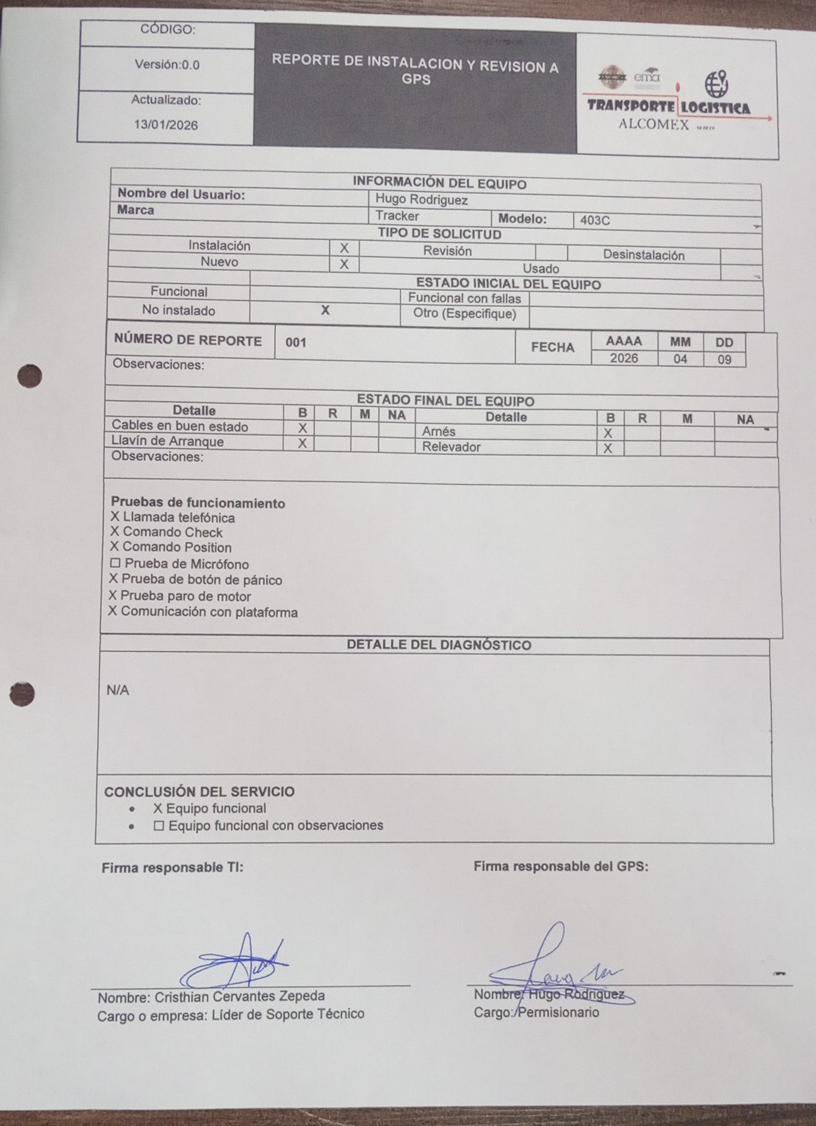 CÓDIGO:
Versión:0.0
Actualizado:
13/01/2026
REPORTE DE INSTALACION Y REVISION A
GPS
ema
TRANSPORTE LOGISTICA
ALCOMEX
INFORMACIÓN DEL EQUIPO
Nombre del Usuario: Hugo Rodriguez
Marca Tracker Modelo: 403C
TIPO DE SOLICITUD
Instalación X Revisión Desinstalación
Nuevo X Usado
ESTADO INICIAL DEL EQUIPO
Funcional Funcional con fallas
No instalado X Otro (Especifique)
NÚMERO DE REPORTE 001 FECHA AAAA MM DD
2026 04 09
Observaciones:
ESTADO FINAL DEL EQUIPO
Detalle B R M NA Detalle B R M NA
Cables en buen estado X Arnés X
Llavín de Arranque X Relevador X
Observaciones:
Pruebas de funcionamiento
X Llamada telefónica
X Comando Check
X Comando Position
☐ Prueba de Micrófono
X Prueba de botón de pánico
X Prueba paro de motor
X Comunicación con plataforma
DETALLE DEL DIAGNÓSTICO
N/A
CONCLUSIÓN DEL SERVICIO
• X Equipo funcional
• ☐ Equipo funcional con observaciones
Firma responsable TI: Firma responsable del GPS:
Nombre: Cristhian Cervantes Zepeda Nombre: Hugo Rodriguez
Cargo o empresa: Líder de Soporte Técnico Cargo:/Permisionario